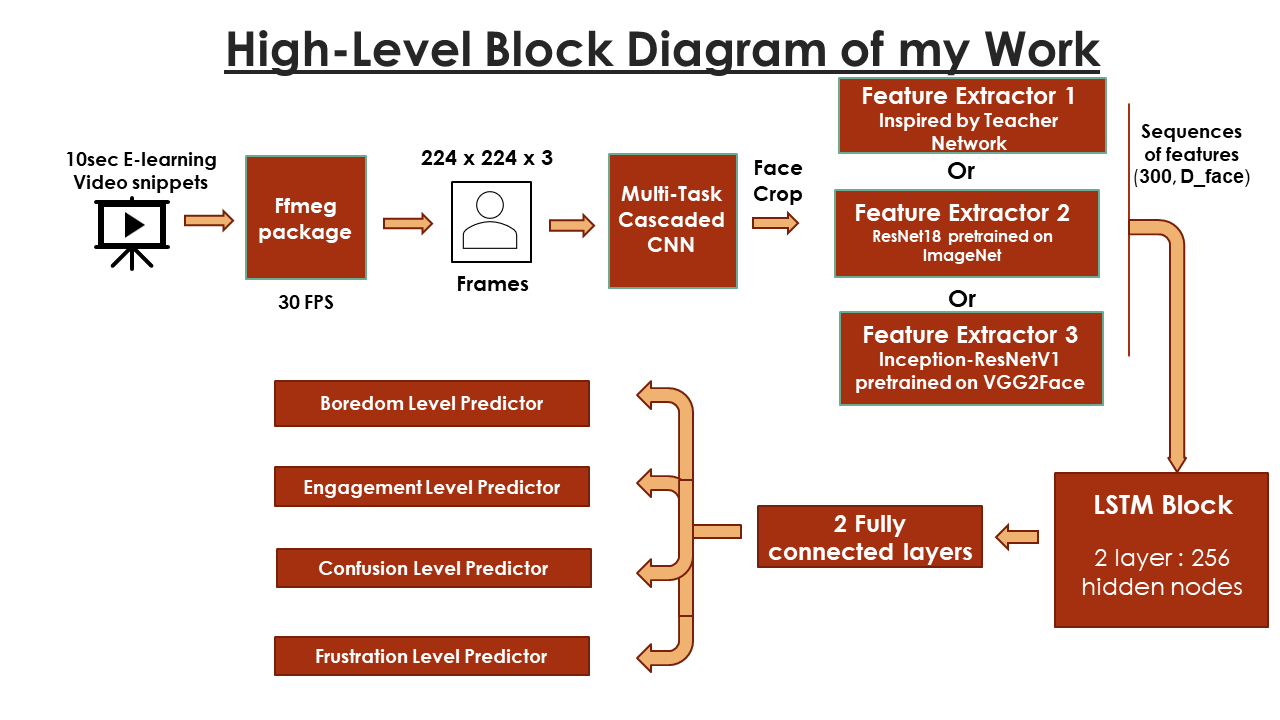 High-Level Block Diagram of my Work
10sec E-learning
Video snippets
Ffmeg
package
30 FPS
224 x 224 x 3
Frames
Multi-Task
Cascaded
CNN
Face
Crop
Feature Extractor 1
Inspired by Teacher
Network
Or
Feature Extractor 2
ResNet18 pretrained on
ImageNet
Or
Feature Extractor 3
Inception-ResNetV1
pretrained on VGG2Face
Sequences
of features
(300, D_face)
LSTM Block
2 layer : 256
hidden nodes
2 Fully
connected layers
Boredom Level Predictor
Engagement Level Predictor
Confusion Level Predictor
Frustration Level Predictor